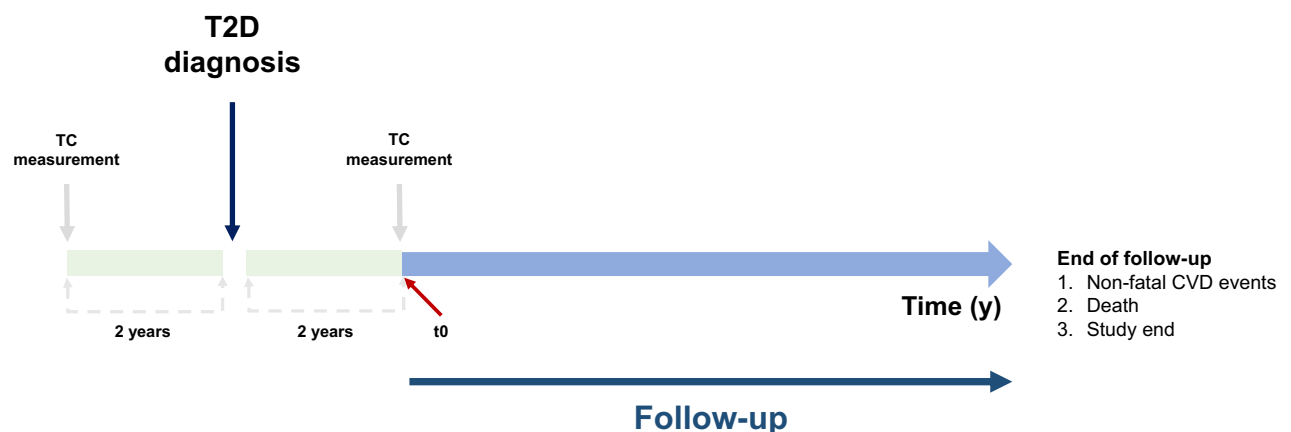 T2D
diagnosis
TC
measurement
TC
measurement
2 years
2 years
t0
Time (y)
Follow-up
End of follow-up
1. Non-fatal CVD events
2. Death
3. Study end